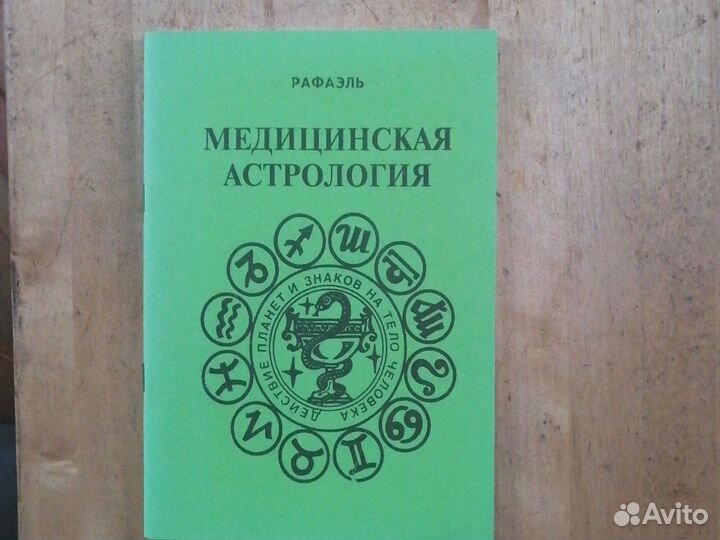 РАФАЭЛЬ
МЕДИЦИНСКАЯ
АСТРОЛОГИЯ
ДЕЙСТВИЕ ПЛАНЕТ И ЗНАКОВ НА ТЕЛО ЧЕЛОВЕКА
Avito